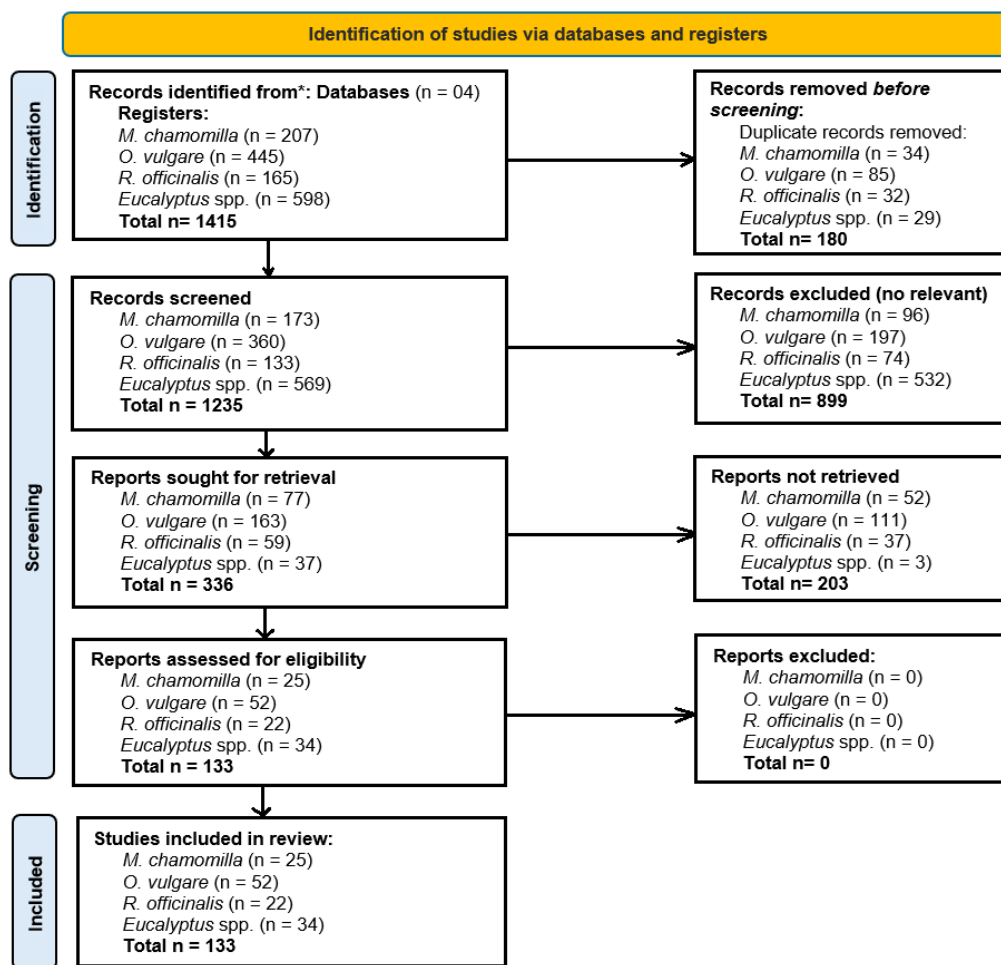 Identification of studies via databases and registers
Identification
Records identified from*: Databases (n = 04)
Registers:
M. chamomilla (n = 207)
O. vulgare (n = 445)
R. officinalis (n = 165)
Eucalyptus spp. (n = 598)
Total n= 1415
Records removed before
screening:
Duplicate records removed:
M. chamomilla (n = 34)
O. vulgare (n = 85)
R. officinalis (n = 32)
Eucalyptus spp. (n = 29)
Total n= 180
Screening
Records screened
M. chamomilla (n = 173)
O. vulgare (n = 360)
R. officinalis (n = 133)
Eucalyptus spp. (n = 569)
Total n = 1235
Records excluded (no relevant)
M. chamomilla (n = 96)
O. vulgare (n = 197)
R. officinalis (n = 74)
Eucalyptus spp. (n = 532)
Total n= 899
Reports sought for retrieval
M. chamomilla (n = 77)
O. vulgare (n = 163)
R. officinalis (n = 59)
Eucalyptus spp. (n = 37)
Total n = 336
Reports not retrieved
M. chamomilla (n = 52)
O. vulgare (n = 111)
R. officinalis (n = 37)
Eucalyptus spp. (n = 3)
Total n= 203
Reports assessed for eligibility
M. chamomilla (n = 25)
O. vulgare (n = 52)
R. officinalis (n = 22)
Eucalyptus spp. (n = 34)
Total n = 133
Reports excluded:
M. chamomilla (n = 0)
O. vulgare (n = 0)
R. officinalis (n = 0)
Eucalyptus spp. (n = 0)
Total n= 0
Included
Studies included in review:
M. chamomilla (n = 25)
O. vulgare (n = 52)
R. officinalis (n = 22)
Eucalyptus spp. (n = 34)
Total n = 133